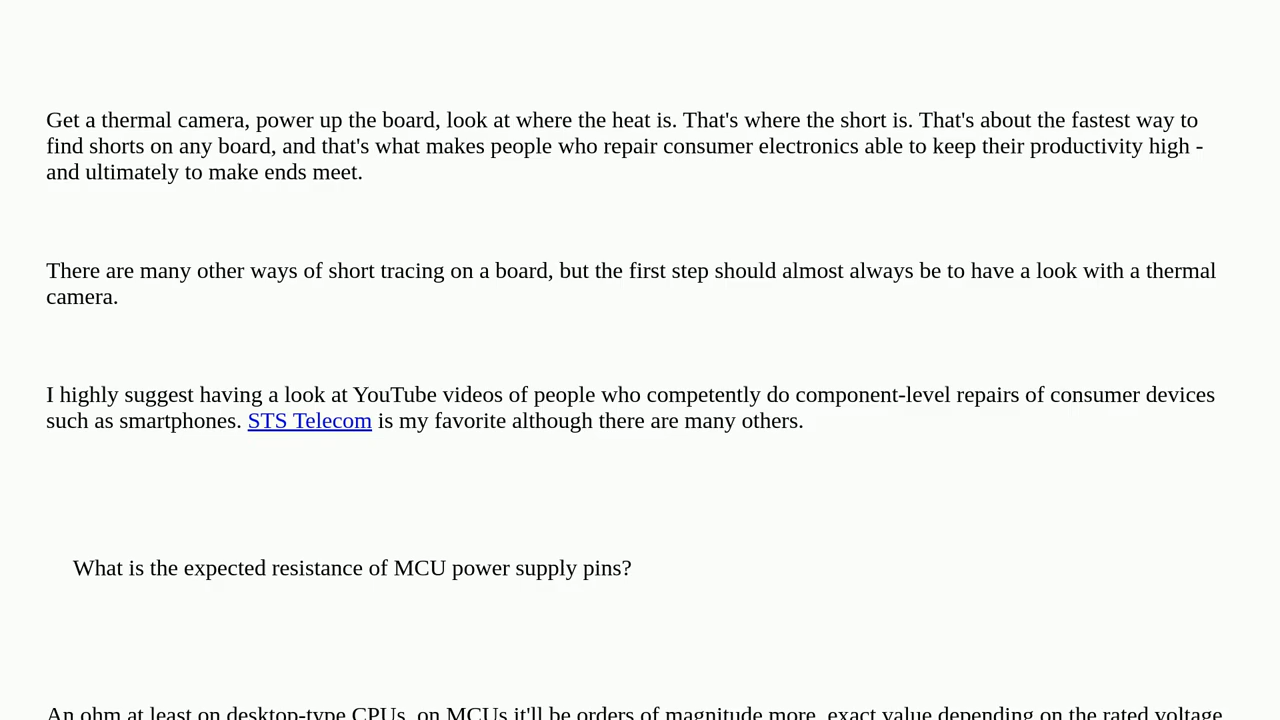 Get a thermal camera, power up the board, look at where the heat is. That's where the short is. That's about the fastest way to
find shorts on any board, and that's what makes people who repair consumer electronics able to keep their productivity high -
and ultimately to make ends meet.
There are many other ways of short tracing on a board, but the first step should almost always be to have a look with a thermal
camera.
I highly suggest having a look at YouTube videos of people who competently do component-level repairs of consumer devices
such as smartphones. STS Telecom is my favorite although there are many others.
What is the expected resistance of MCU power supply pins?
An ohm at least on desktop-type CPUs, on MCUs it'll be orders of magnitude more, exact value depending on the rated voltage